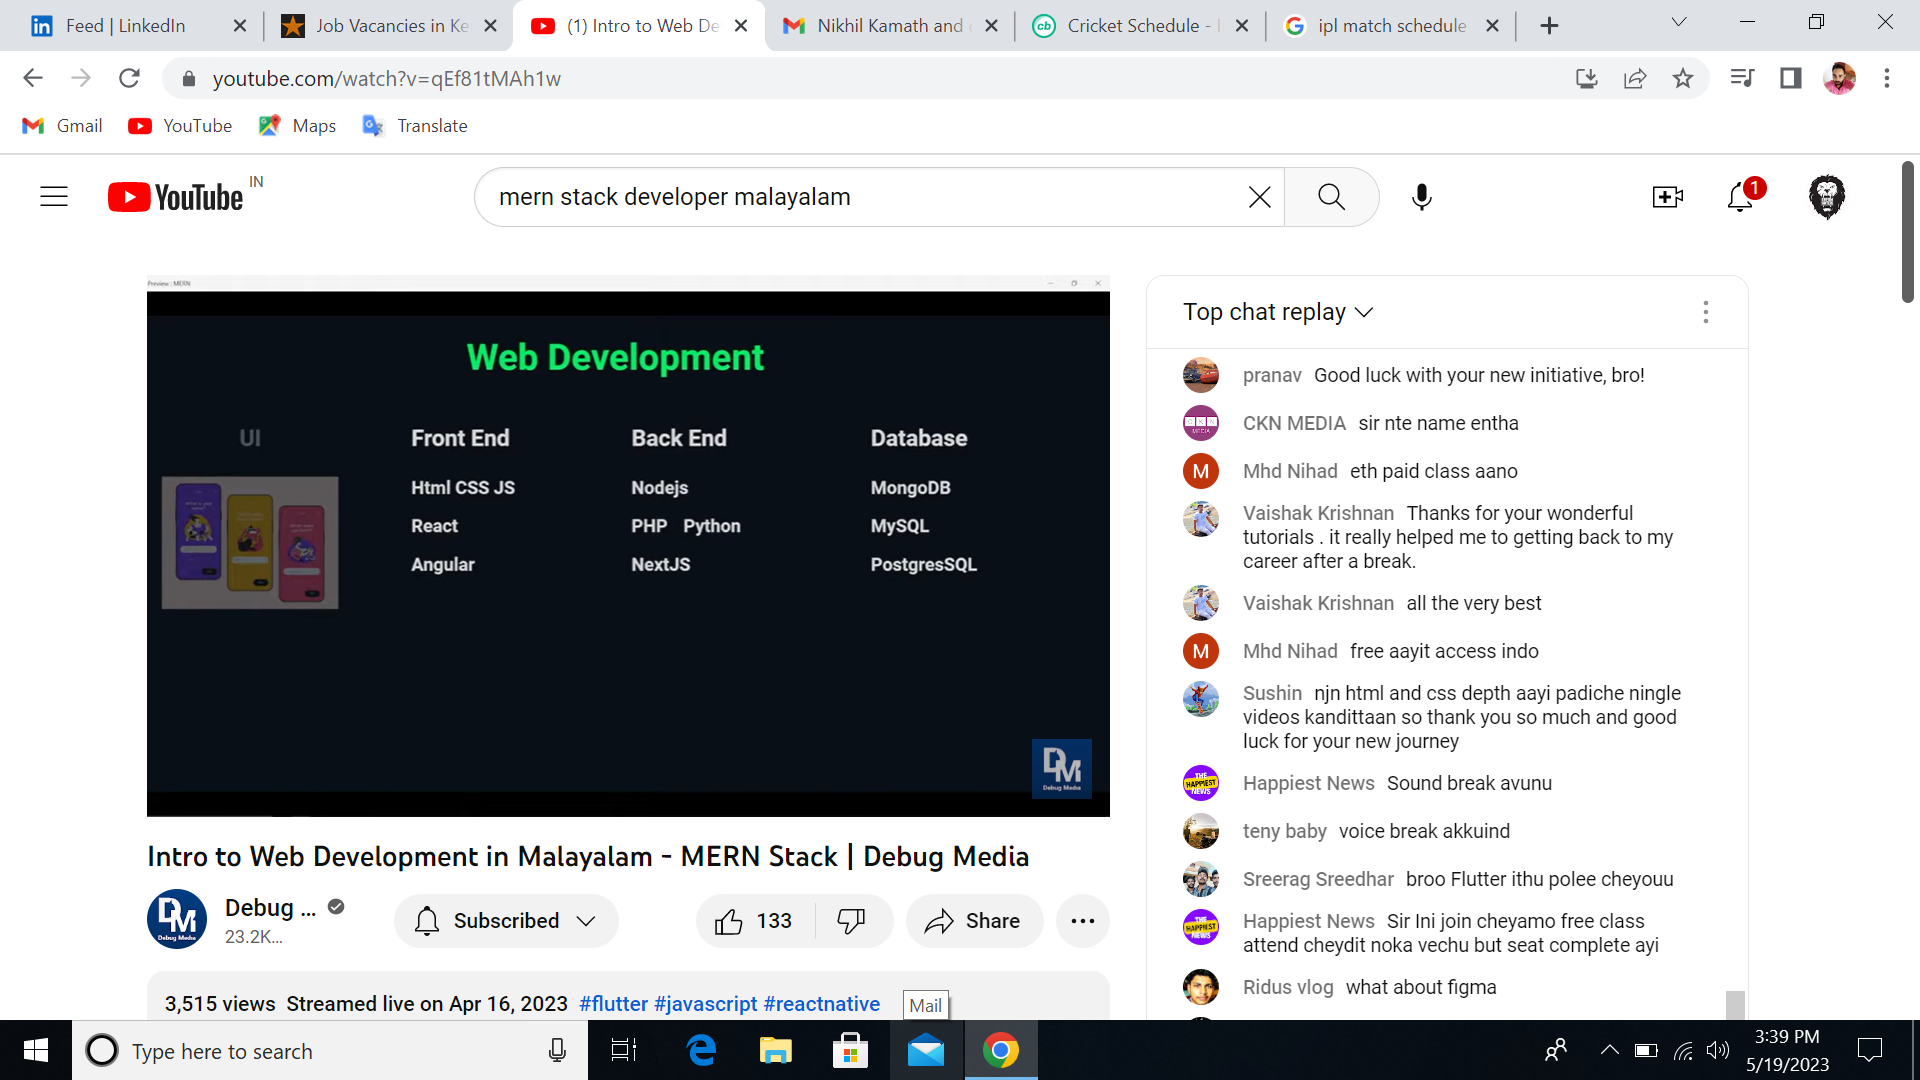 Feed | LinkedIn
Job Vacancies in Ke
(1) Intro to Web De
Nikhil Kamath and
Cricket Schedule -
ipl match schedule
youtube.com/watch?v=qEf81tMAh1w
Gmail
YouTube
Maps
Translate
YouTube IN
mern stack developer malayalam
1
Preview : MERN
Web Development
UI
Front End
Back End
Database
Html CSS JS
Nodejs
MongoDB
React
PHP Python
MySQL
Angular
NextJS
PostgresSQL
DM
Debug Media
Intro to Web Development in Malayalam - MERN Stack | Debug Media
DM
Debug Media
Debug ...
23.2K...
Subscribed
133
Share
3,515 views Streamed live on Apr 16, 2023 #flutter #javascript #reactnative
Mail
Top chat replay
pranav Good luck with your new initiative, bro!
CKN MEDIA sir nte name entha
M
Mhd Nihad eth paid class aano
Vaishak Krishnan Thanks for your wonderful
tutorials . it really helped me to getting back to my
career after a break.
Vaishak Krishnan all the very best
M
Mhd Nihad free aayit access indo
Sushin njn html and css depth aayi padiche ningle
videos kandittaan so thank you so much and good
luck for your new journey
THE HAPPIEST NEWS
Happiest News Sound break avunu
teny baby voice break akkuind
Sreerag Sreedhar broo Flutter ithu polee cheyouu
THE HAPPIEST NEWS
Happiest News Sir Ini join cheyamo free class
attend cheydit noka vechu but seat complete ayi
Ridus vlog what about figma
Type here to search
3:39 PM
5/19/2023